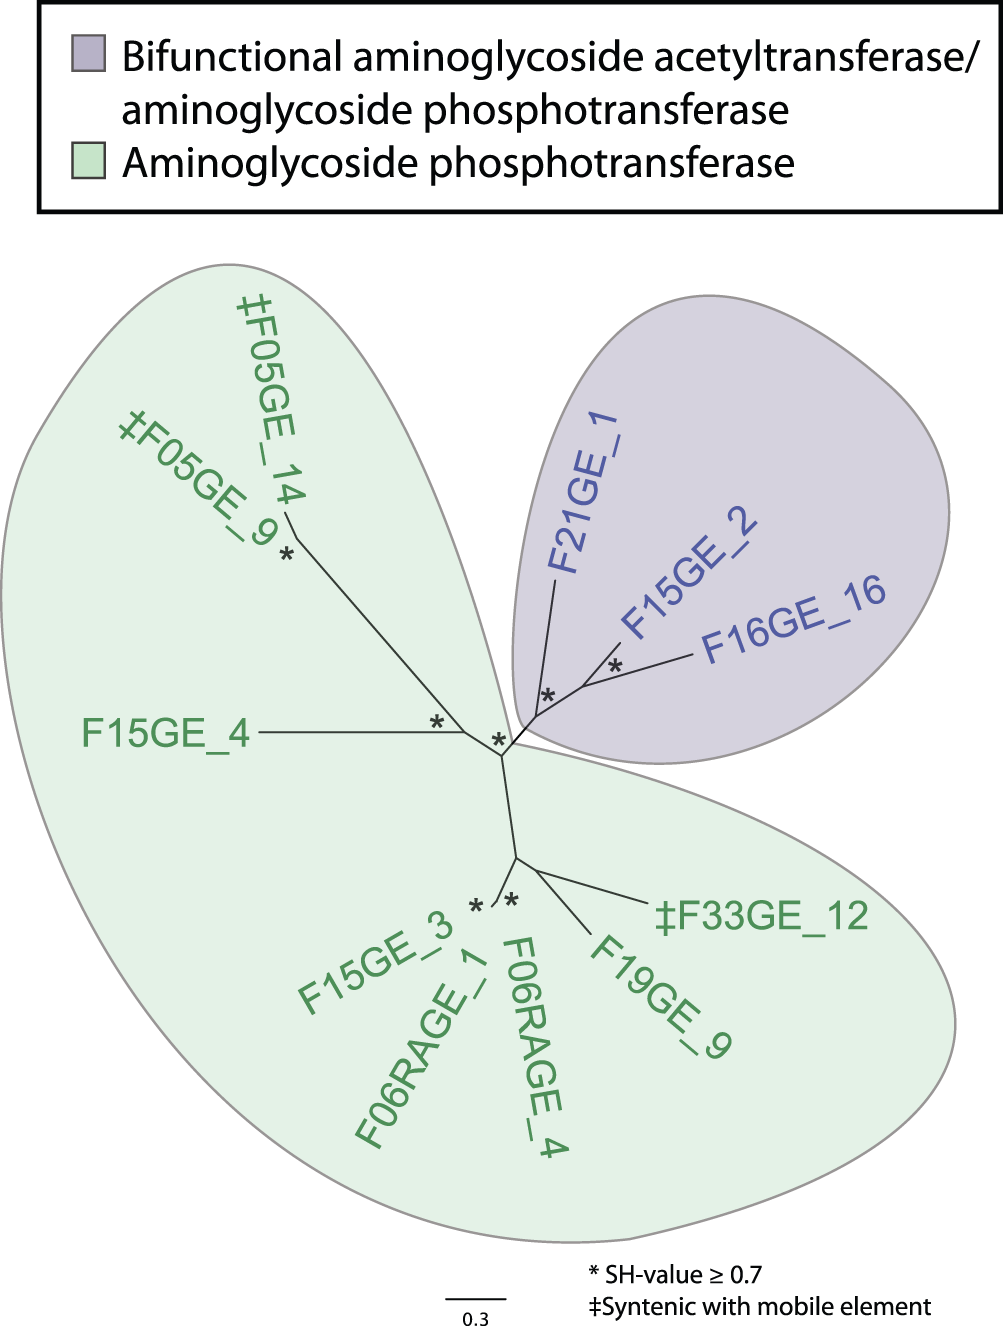 Bifunctional aminoglycoside acetyltransferase/
aminoglycoside phosphotransferase
Aminoglycoside phosphotransferase
‡F05GE_14
‡F05GE_9
*
F21GE_1
F15GE_2
F16GE_16
*
*
F15GE_4
*
*
‡F33GE_12
F19GE_9
*
*
F15GE_3
F06RAGE_1
F06RAGE_4
0.3
* SH-value ≥ 0.7
‡Syntenic with mobile element